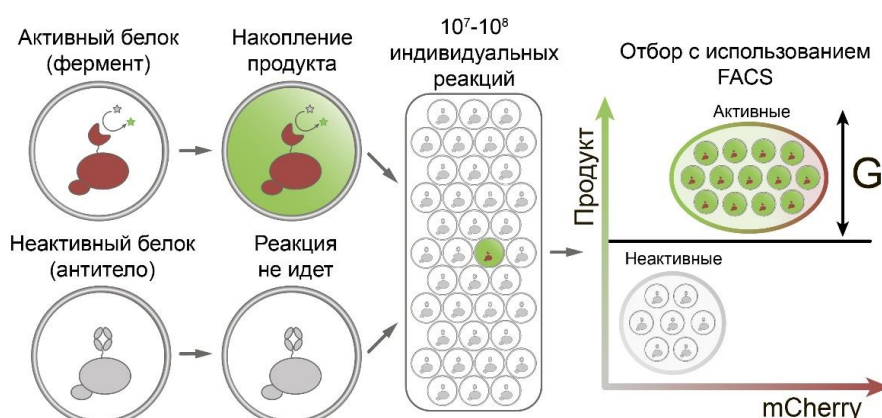 Активный белок
(фермент)
Накопление
продукта
10⁷-10⁸
индивидуальных
реакций
Отбор с использованием
FACS
Активные
Продукт
G
Неактивный белок
(антитело)
Реакция
не идет
Неактивные
mCherry